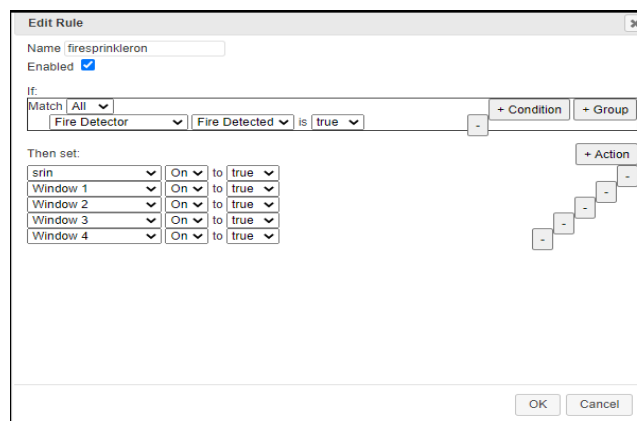 Edit Rule
Name firesprinkleron
Enabled
If:
Match All + Condition + Group
Fire Detector Fire Detected is true -
Then set: + Action
srin On to true -
Window 1 On to true -
Window 2 On to true -
Window 3 On to true -
Window 4 On to true -
OK Cancel